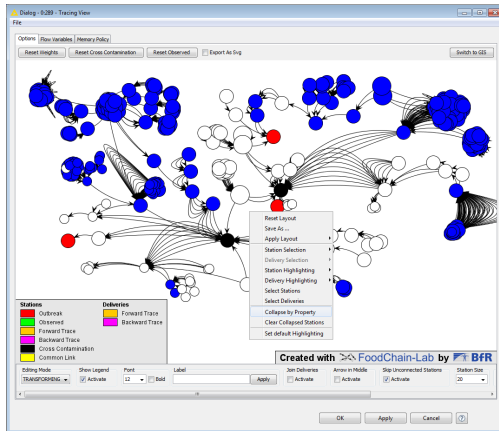 Dialog - 0:289 - Tracing View
File
Options Flow Variables Memory Policy
Reset Weights Reset Cross Contamination Reset Observed Export As Svg Switch to GIS
Reset Layout
Save As ...
Apply Layout
Station Selection
Delivery Selection
Station Highlighting
Delivery Highlighting
Select Stations
Select Deliveries
Collapse by Property
Clear Collapsed Stations
Set default Highlighting
Stations Deliveries
Outbreak Forward Trace
Observed Backward Trace
Forward Trace
Backward Trace
Cross Contamination
Common Link
Created with FoodChain-Lab by BfR
Editing Mode Show Legend Font Label Join Deliveries Arrow in Middle Skip Unconnected Stations Station Size
TRANSFORMING Activate 12 Bold Apply Activate Activate Activate 20
OK Apply Cancel ?